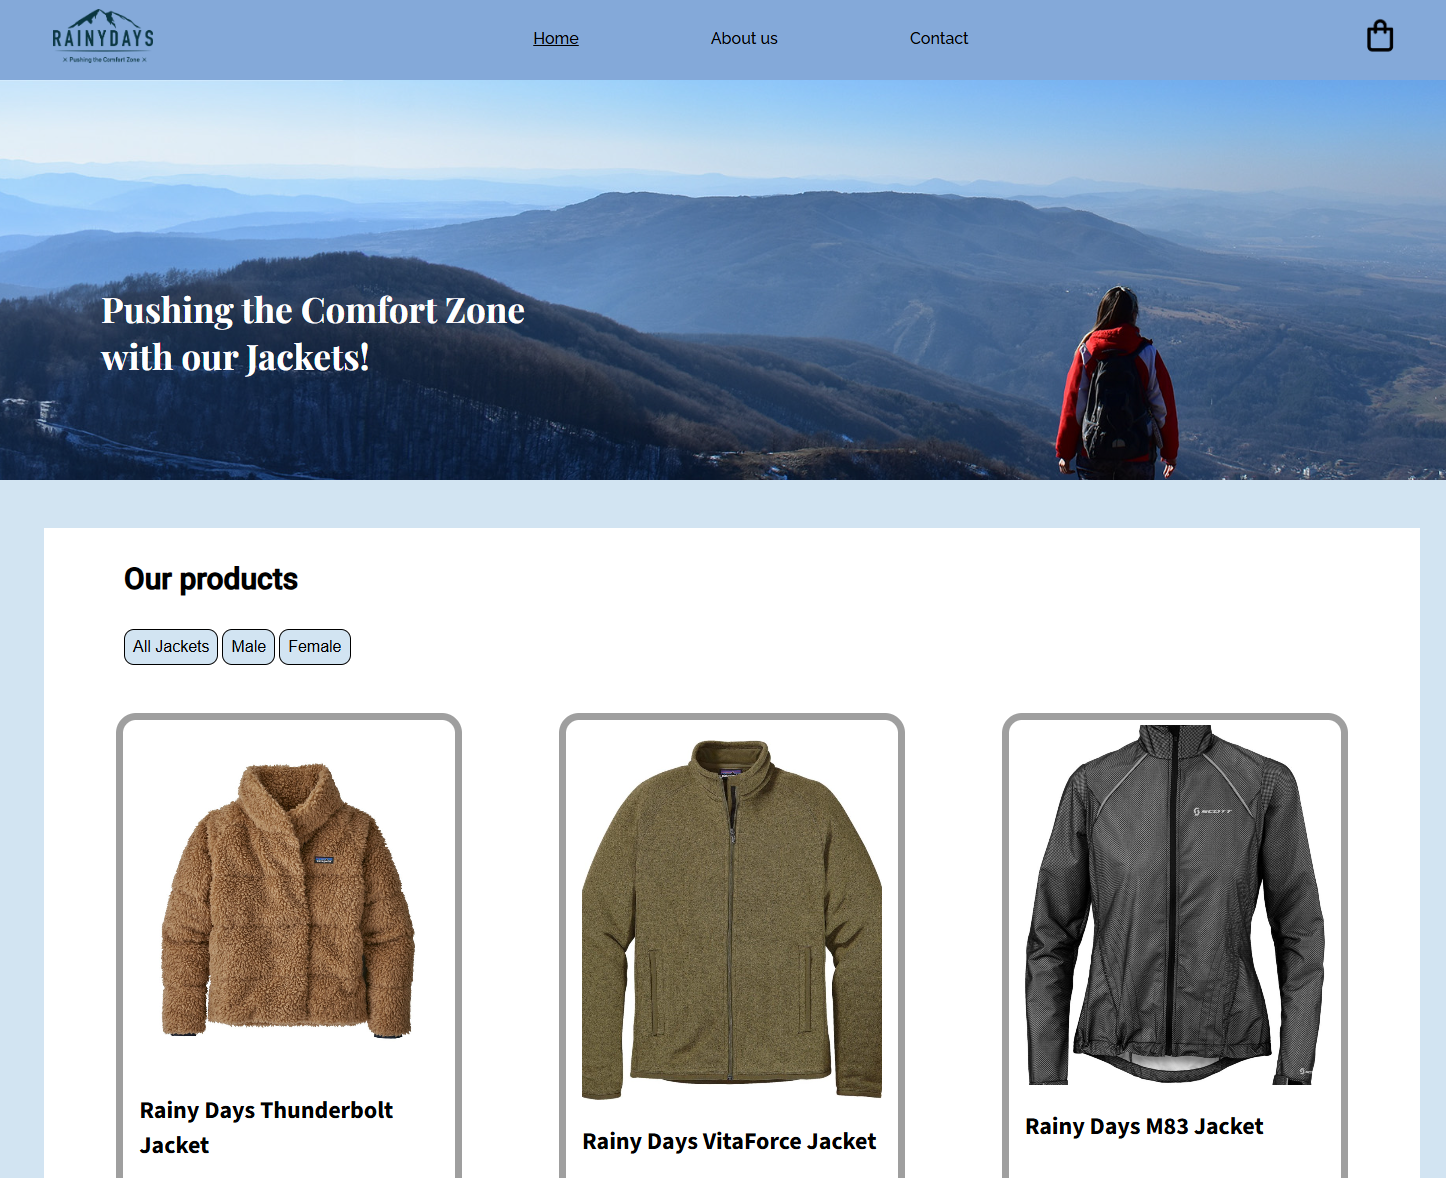 RAINYDAYS
× Pushing the Comfort Zone ×
Home
About us
Contact
Pushing the Comfort Zone
with our Jackets!
Our products
All Jackets
Male
Female
SCOTT
Rainy Days Thunderbolt
Jacket
Rainy Days VitaForce Jacket
Rainy Days M83 Jacket